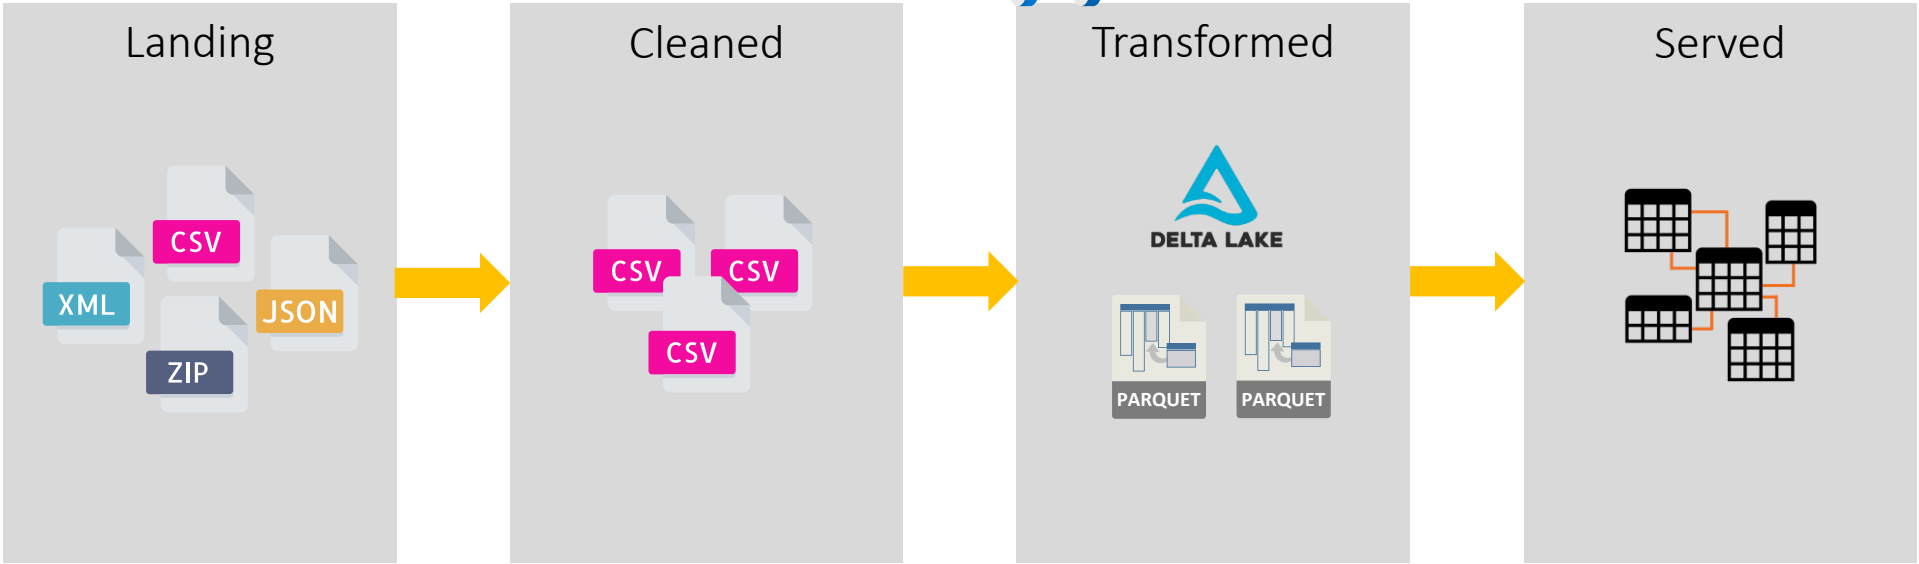 Landing
Cleaned
Transformed
Served
CSV
XML
JSON
ZIP
CSV
CSV
CSV
DELTA LAKE
PARQUET
PARQUET